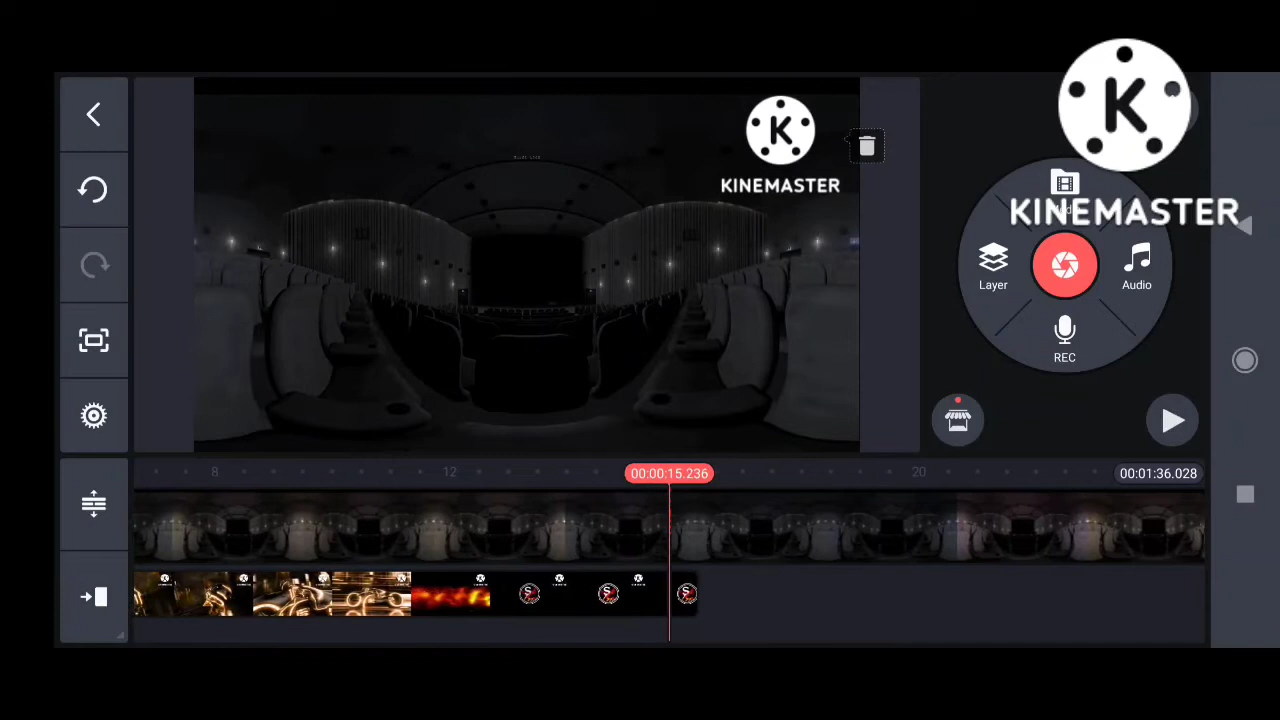 K
KINEMASTER
K
KINEMASTER
Layer
Audio
REC
8
12
00:00:15.236
20
00:01:36.028